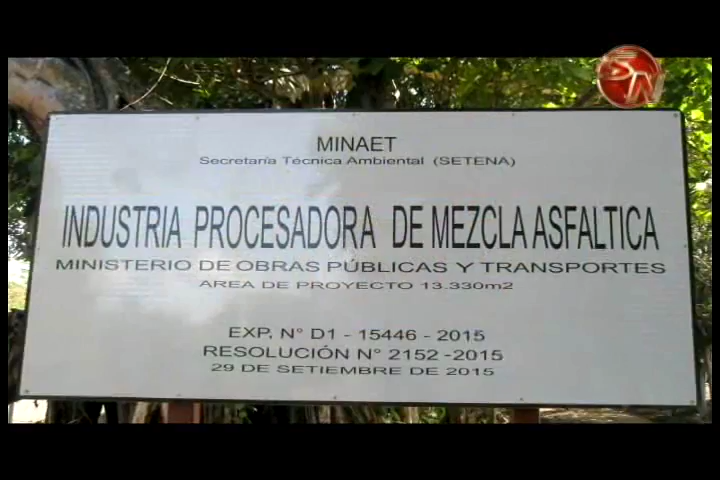 SN
MINAET
Secretaría Técnica Ambiental (SETENA)
INDUSTRIA PROCESADORA DE MEZCLA ASFALTICA
MINISTERIO DE OBRAS PÚBLICAS Y TRANSPORTES
AREA DE PROYECTO 13.330m2
EXP. N° D1 - 15446 - 2015
RESOLUCIÓN N° 2152 -2015
29 DE SETIEMBRE DE 2015